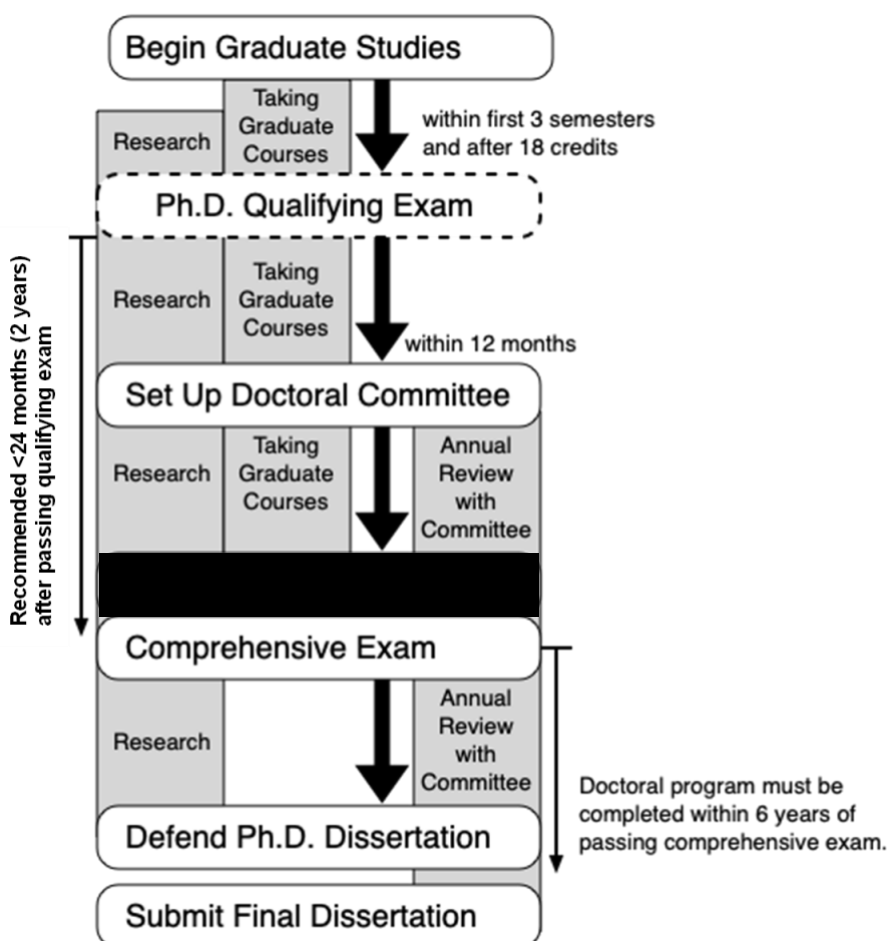 Begin Graduate Studies
Taking
Graduate
Courses
Research
within first 3 semesters
and after 18 credits
Ph.D. Qualifying Exam
Recommended <24 months (2 years)
after passing qualifying exam
Research
Taking
Graduate
Courses
within 12 months
Set Up Doctoral Committee
Research
Taking
Graduate
Courses
Annual
Review
with
Committee
Comprehensive Exam
Research
Annual
Review
with
Committee
Doctoral program must be
completed within 6 years of
passing comprehensive exam.
Defend Ph.D. Dissertation
Submit Final Dissertation